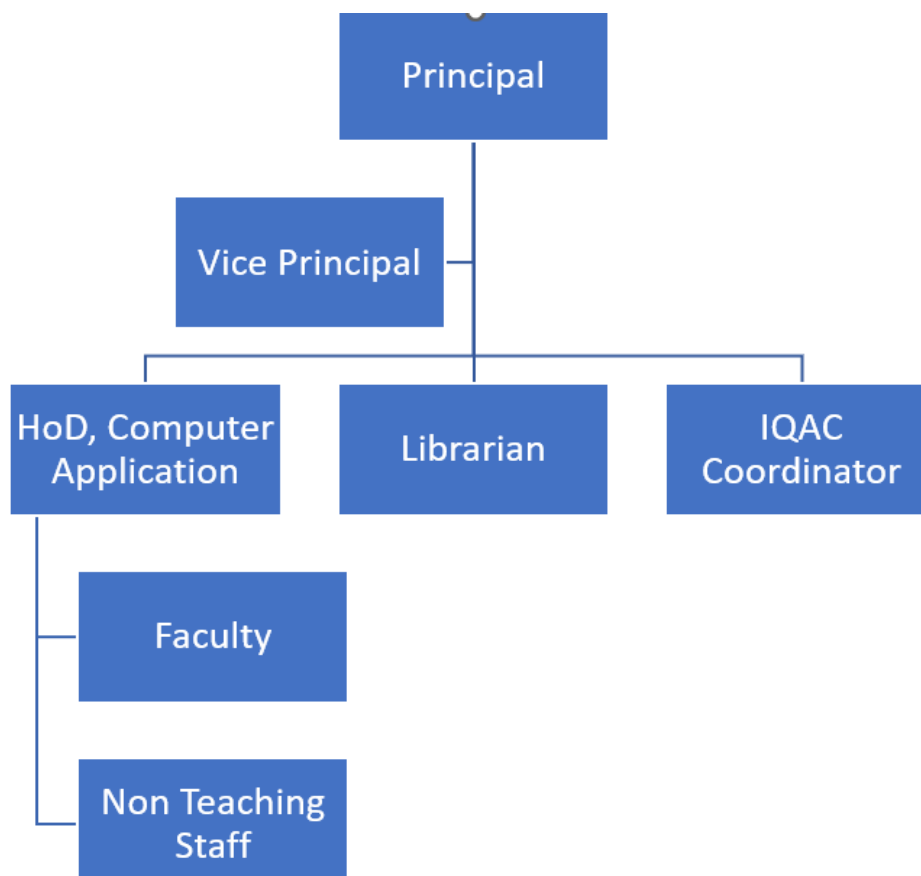 Principal
Vice Principal
HoD, Computer
Application
Librarian
IQAC
Coordinator
Faculty
Non Teaching
Staff